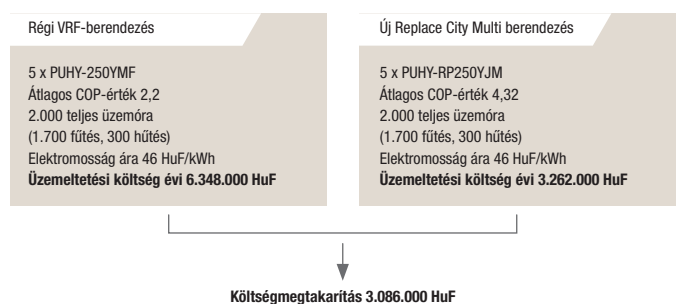 Régi VRF-berendezés
5 x PUHY-250YMF
Átlagos COP-érték 2,2
2.000 teljes üzemóra
(1.700 fűtés, 300 hűtés)
Elektromosság ára 46 HuF/kWh
Üzemeltetési költség évi 6.348.000 HuF
Új Replace City Multi berendezés
5 x PUHY-RP250YJM
Átlagos COP-érték 4,32
2.000 teljes üzemóra
(1.700 fűtés, 300 hűtés)
Elektromosság ára 46 HuF/kWh
Üzemeltetési költség évi 3.262.000 HuF
Költségmegtakarítás 3.086.000 HuF